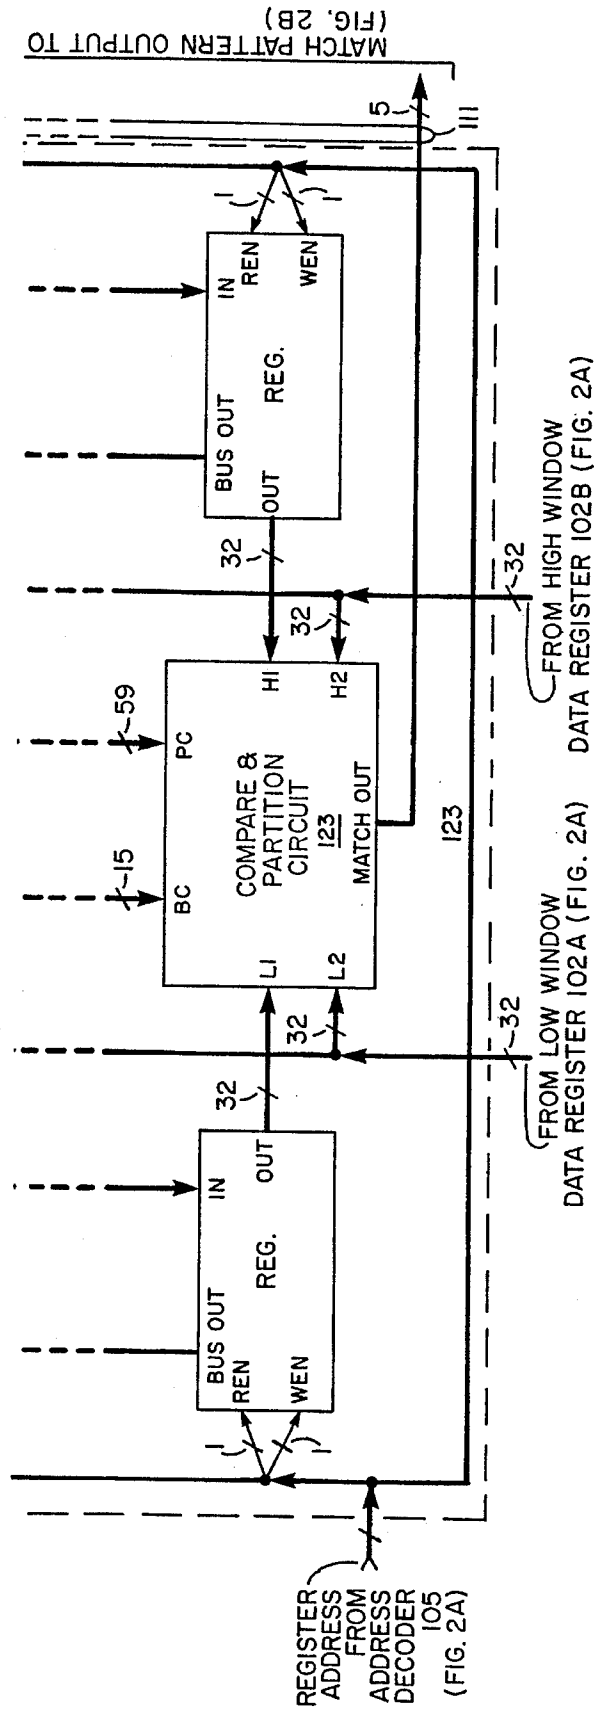 MATCH PATTERN OUTPUT TO
(FIG. 2B)
5
111
1
1
REN
WEN
IN
REG.
BUS OUT
OUT
32
32
32
FROM HIGH WINDOW
DATA REGISTER 102B (FIG. 2A)
H1
H2
59
PC
15
BC
COMPARE &
PARTITION
CIRCUIT
123
MATCH OUT
123
L1
L2
32
32
32
FROM LOW WINDOW
DATA REGISTER 102A (FIG. 2A)
OUT
IN
REG.
BUS OUT
REN
WEN
1
1
REGISTER
ADDRESS
FROM
ADDRESS
DECODER
105
(FIG. 2A)